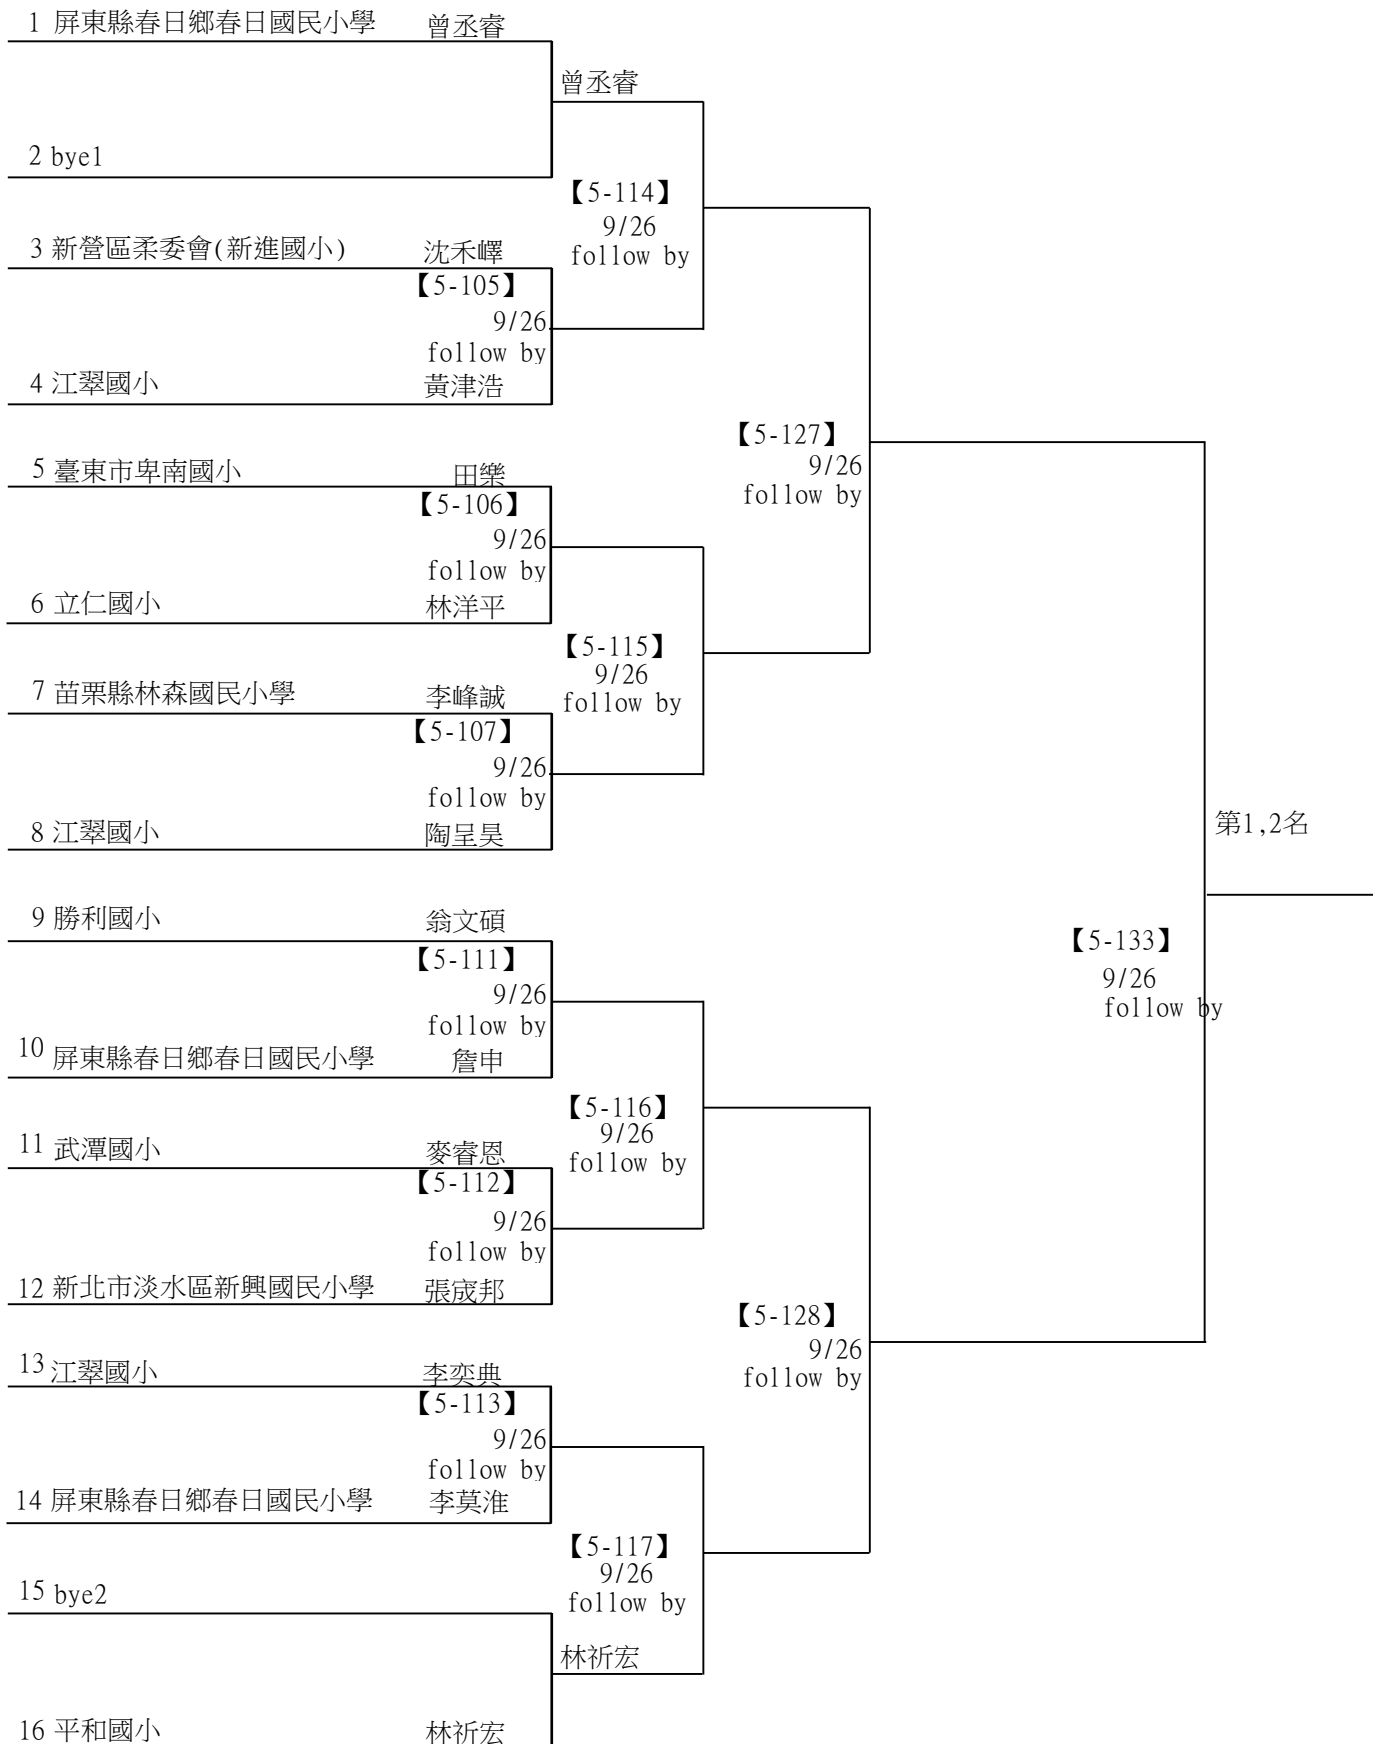 1 屏東縣春日鄉春日國民小學 曾丞睿
曾丞睿
2 bye1
【5-114】
9/26
follow by
3 新營區柔委會(新進國小) 沈禾嶧
【5-105】
9/26
follow by
4 江翠國小 黃津浩
【5-127】
9/26
follow by
5 臺東市卑南國小 田樂
【5-106】
9/26
follow by
6 立仁國小 林洋平
【5-115】
9/26
follow by
7 苗栗縣林森國民小學 李峰誠
【5-107】
9/26
follow by
8 江翠國小 陶呈昊
第1,2名
9 勝利國小 翁文碩
【5-111】
9/26
follow by
【5-133】
9/26
follow by
10 屏東縣春日鄉春日國民小學 詹申
【5-116】
9/26
follow by
11 武潭國小 麥睿恩
【5-112】
9/26
follow by
12 新北市淡水區新興國民小學 張宬邦
【5-128】
9/26
follow by
13 江翠國小 李奕典
【5-113】
9/26
follow by
14 屏東縣春日鄉春日國民小學 李莫淮
【5-117】
9/26
follow by
15 bye2
林祈宏
16 平和國小 林祈宏